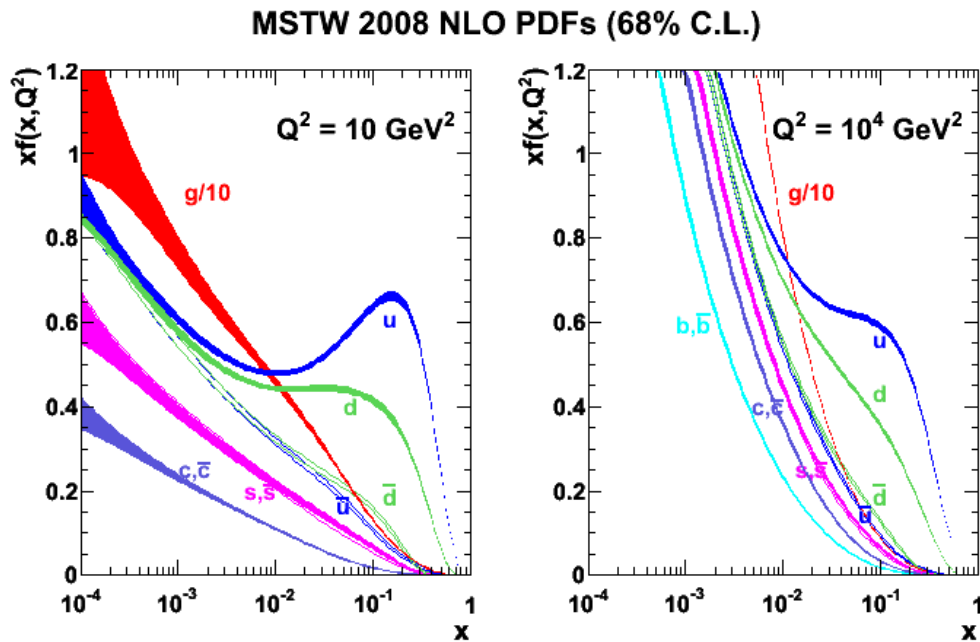 MSTW 2008 NLO PDFs (68% C.L.)
xf(x,Q²)
Q² = 10 GeV²
1.2
1
0.8
0.6
0.4
0.2
0
g/10
u
d
c,c̅
s,s̅
u̅
d̅
10⁻⁴
10⁻³
10⁻²
10⁻¹
1
x
xf(x,Q²)
Q² = 10⁴ GeV²
1.2
1
0.8
0.6
0.4
0.2
0
g/10
b,b̅
u
d
c,c̅
s,s̅
d̅
u̅
10⁻⁴
10⁻³
10⁻²
10⁻¹
1
x